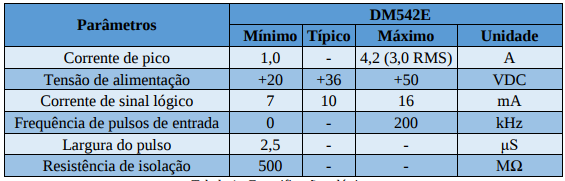 Parâmetros DM542E
Mínimo Típico Máximo Unidade
Corrente de pico 1,0 - 4,2 (3,0 RMS) A
Tensão de alimentação +20 +36 +50 VDC
Corrente de sinal lógico 7 10 16 mA
Frequência de pulsos de entrada 0 - 200 kHz
Largura do pulso 2,5 - - µS
Resistência de isolação 500 - - MΩ